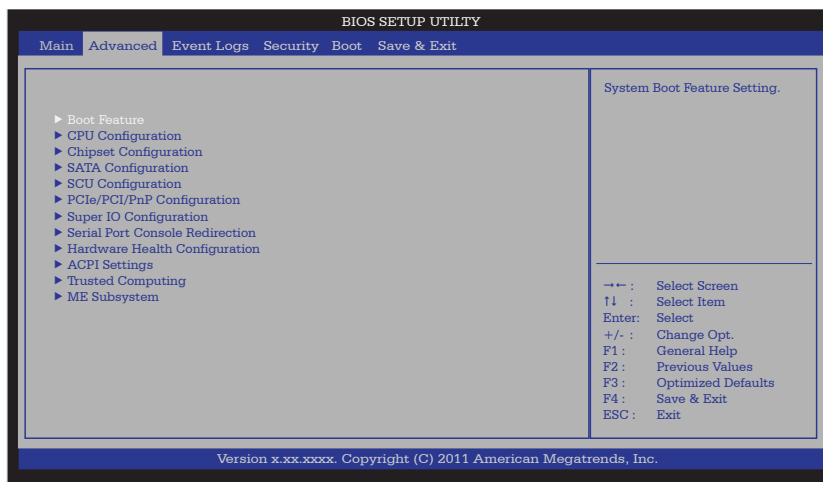 BIOS SETUP UTILTY
Main Advanced Event Logs Security Boot Save & Exit
▶ Boot Feature
▶ CPU Configuration
▶ Chipset Configuration
▶ SATA Configuration
▶ SCU Configuration
▶ PCIe/PCI/PnP Configuration
▶ Super IO Configuration
▶ Serial Port Console Redirection
▶ Hardware Health Configuration
▶ ACPI Settings
▶ Trusted Computing
▶ ME Subsystem
System Boot Feature Setting.
→← : Select Screen
↑↓ : Select Item
Enter: Select
+/- : Change Opt.
F1 : General Help
F2 : Previous Values
F3 : Optimized Defaults
F4 : Save & Exit
ESC : Exit
Version x.xx.xxxx. Copyright (C) 2011 American Megatrends, Inc.